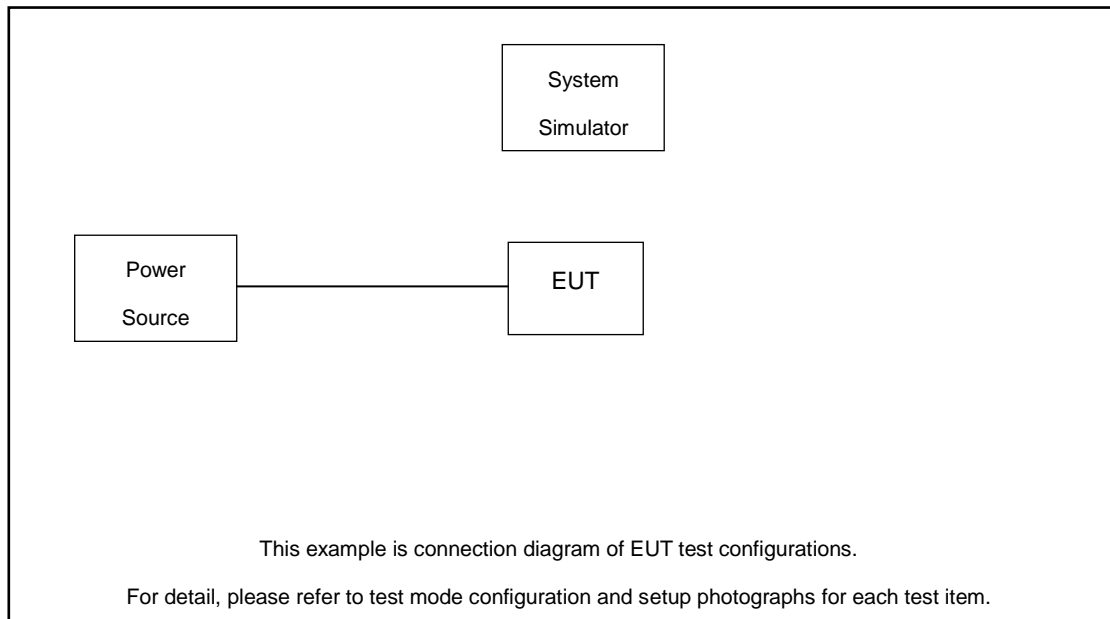 System
Simulator
Power
Source
EUT
This example is connection diagram of EUT test configurations.
For detail, please refer to test mode configuration and setup photographs for each test item.